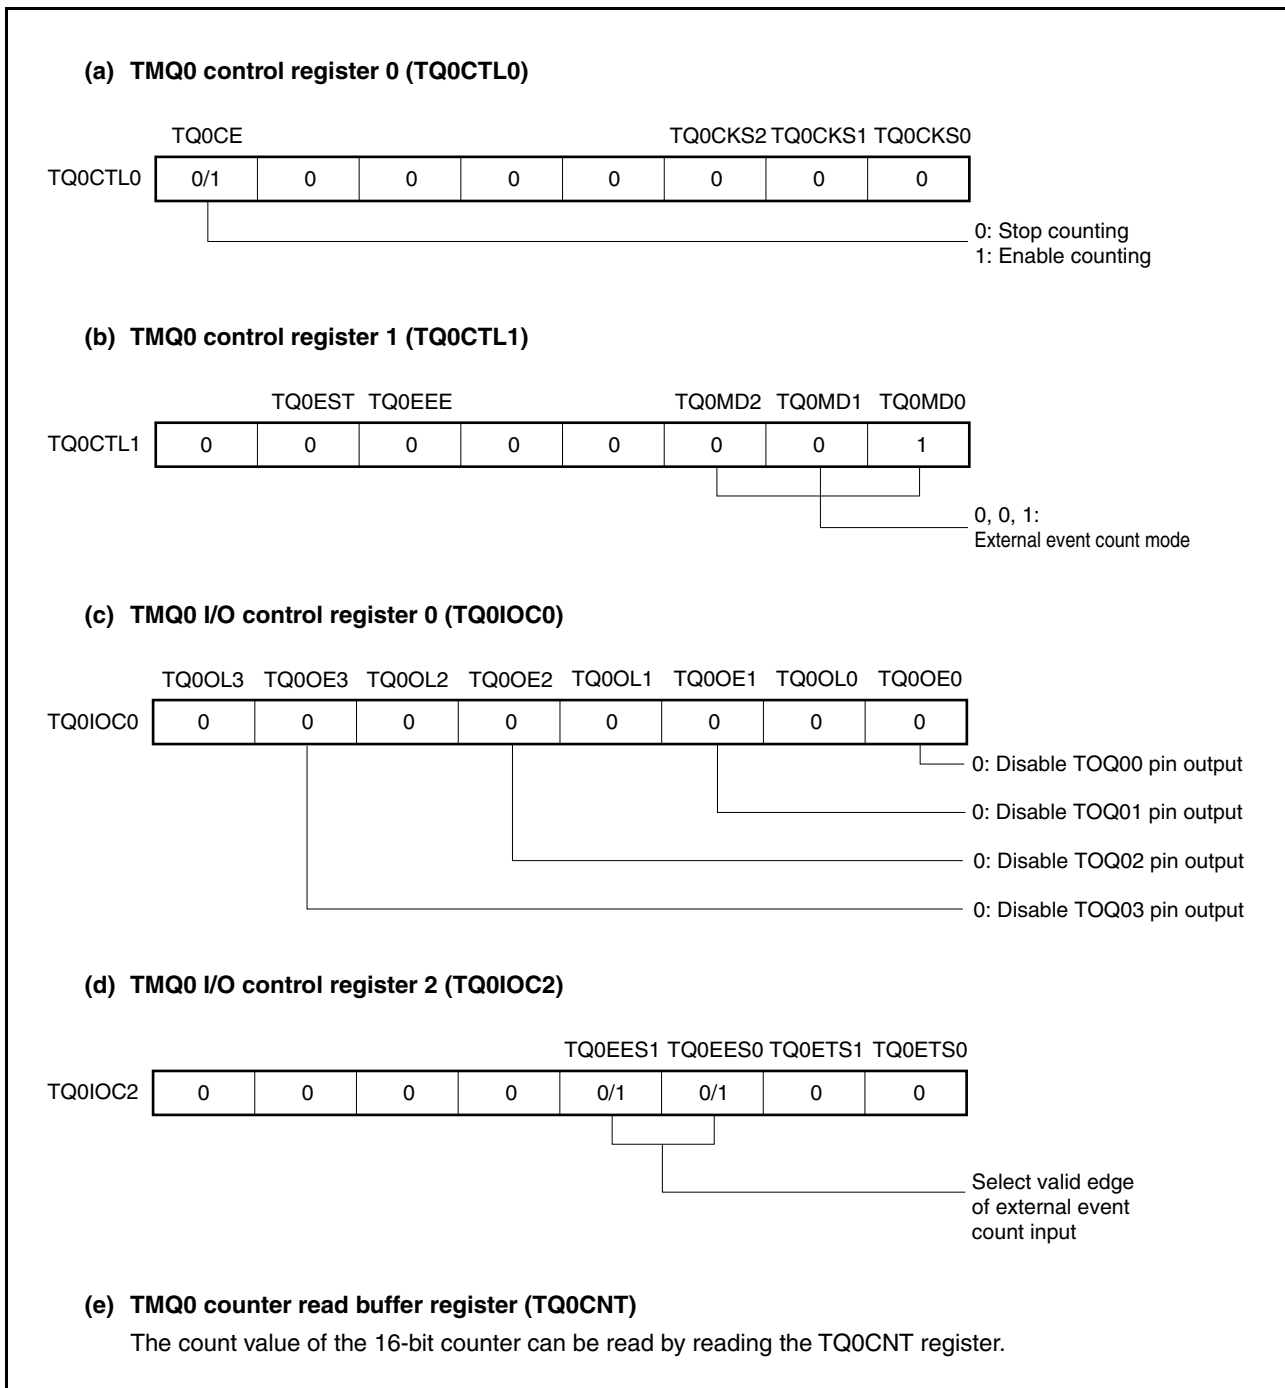 (a) TMQ0 control register 0 (TQ0CTL0)
TQ0CE TQ0CKS2 TQ0CKS1 TQ0CKS0
TQ0CTL0 0/1 0 0 0 0 0 0 0
0: Stop counting
1: Enable counting
(b) TMQ0 control register 1 (TQ0CTL1)
TQ0EST TQ0EEE TQ0MD2 TQ0MD1 TQ0MD0
TQ0CTL1 0 0 0 0 0 0 0 1
0, 0, 1:
External event count mode
(c) TMQ0 I/O control register 0 (TQ0IOC0)
TQ0OL3 TQ0OE3 TQ0OL2 TQ0OE2 TQ0OL1 TQ0OE1 TQ0OL0 TQ0OE0
TQ0IOC0 0 0 0 0 0 0 0 0
0: Disable TOQ00 pin output
0: Disable TOQ01 pin output
0: Disable TOQ02 pin output
0: Disable TOQ03 pin output
(d) TMQ0 I/O control register 2 (TQ0IOC2)
TQ0EES1 TQ0EES0 TQ0ETS1 TQ0ETS0
TQ0IOC2 0 0 0 0 0/1 0/1 0 0
Select valid edge
of external event
count input
(e) TMQ0 counter read buffer register (TQ0CNT)
The count value of the 16-bit counter can be read by reading the TQ0CNT register.